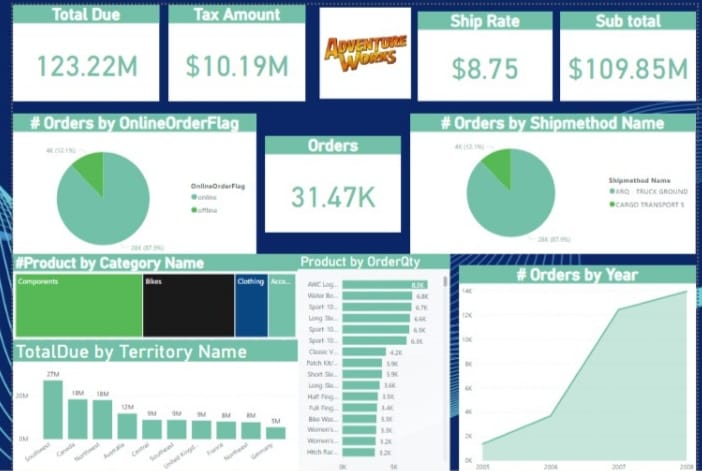 Total Due
123.22M
Tax Amount
$10.19M
ADVENTURE
WORKS
Ship Rate
$8.75
Sub total
$109.85M
# Orders by OnlineOrderFlag
4K (12.1%)
28K (87.9%)
OnlineOrderFlag
online
offline
Orders
31.47K
# Orders by Shipmethod Name
4K (12.1%)
28K (87.9%)
Shipmethod Name
XRQ - TRUCK GROUND
CARGO TRANSPORT 5
#Product by Category Name
Components
Bikes
Clothing
Acce...
TotalDue by Territory Name
20M
0M
27M
18M
18M
12M
9M
9M
9M
8M
8M
5M
Southwest
Canada
Northwest
Australia
Central
Southeast
United Kingd...
France
Northeast
Germany
Product by OrderQty
AWC Log...
Water Bo...
6.8K
Sport-10...
6.7K
Long-Sle...
6.6K
Sport-10...
6.5K
Sport-10...
Classic V...
4.2K
Patch Kit/...
3.9K
Short-Sle...
3.9K
Long-Sle...
3.6K
Half-Fing...
3.5K
Full-Fing...
3.4K
Bike Was...
3.3K
Women's...
3.3K
Women's...
3.2K
Hitch Rac...
3.2K
0K
5K
# Orders by Year
14K
12K
10K
8K
6K
4K
2K
0K
2005
2006
2007
2008